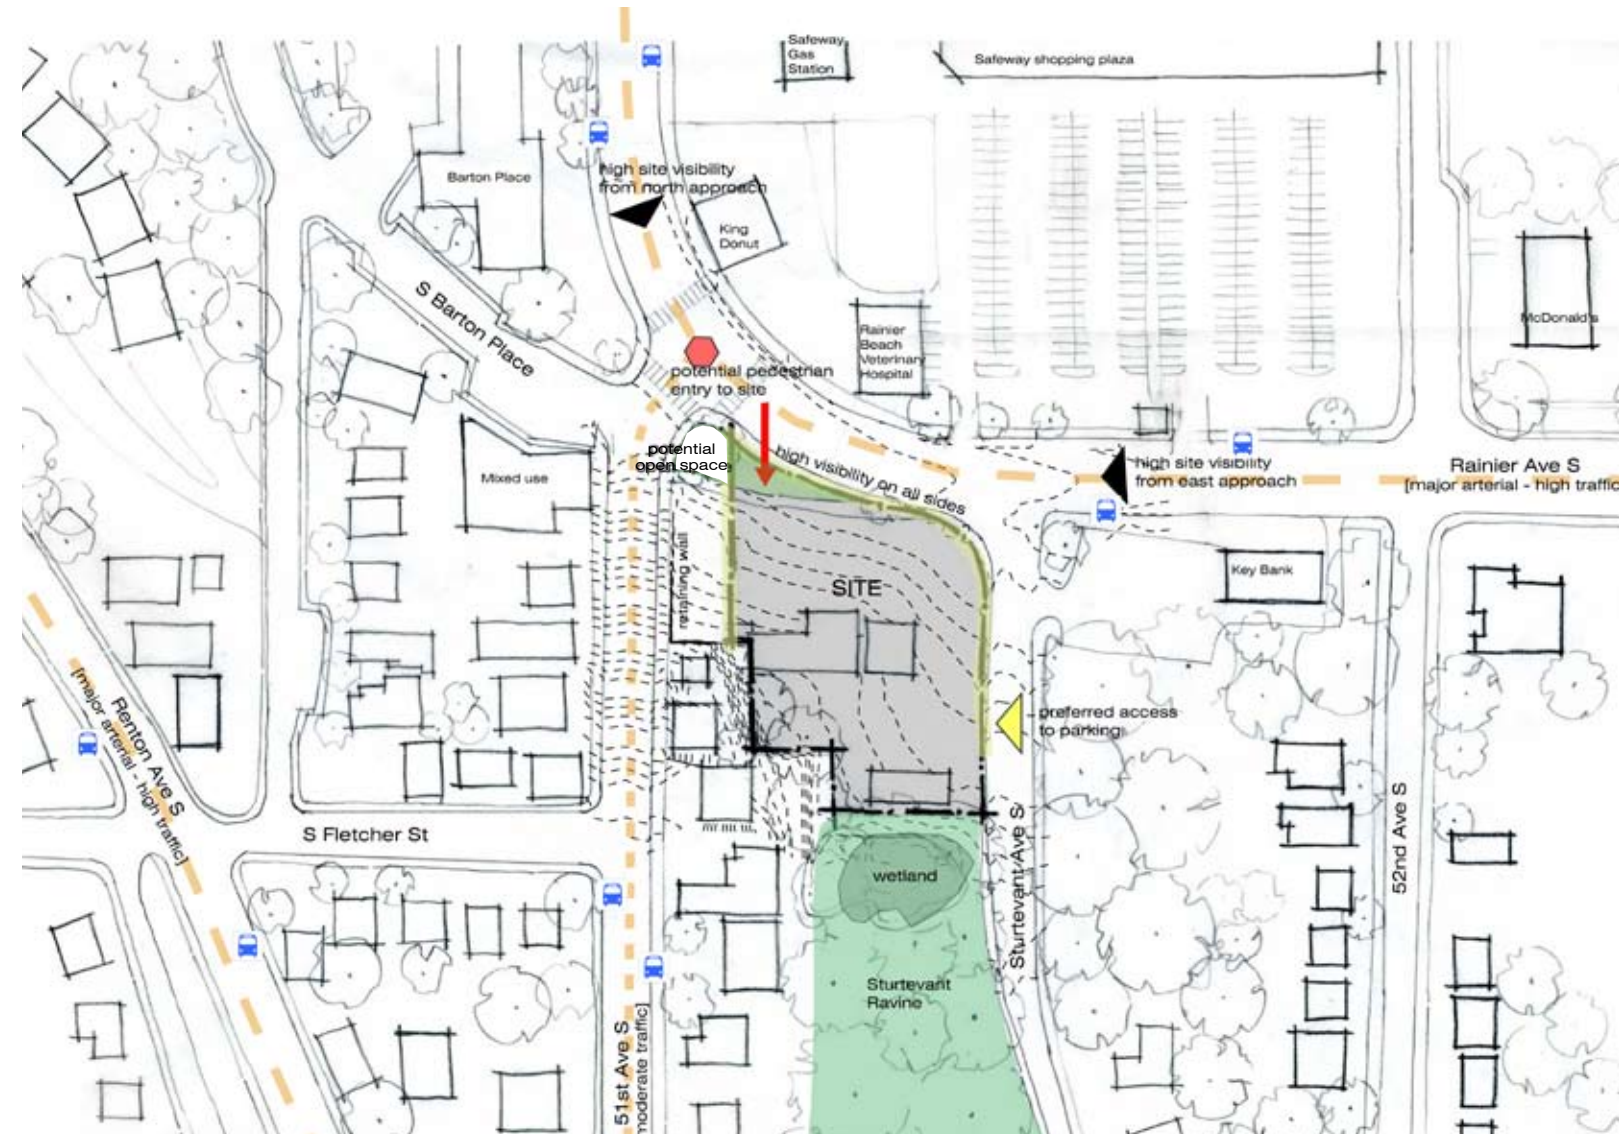 Safeway
Gas
Station
Safeway shopping plaza
high site visibility
from north approach
Barton Place
King
Donut
S Barton Place
McDonald's
Rainier
Beach
Veterinary
Hospital
potential pedestrian
entry to site
potential
open space
high visibility on all sides
high site visibility
from east approach
Rainier Ave S
[major arterial - high traffic
Mixed use
retaining wall
SITE
Key Bank
preferred access
to parking
Renton Ave S
[major arterial - high traffic]
S Fletcher St
wetland
Sturtevant Ave S
52nd Ave S
Sturtevant
Ravine
51st Ave S
moderate traffic]